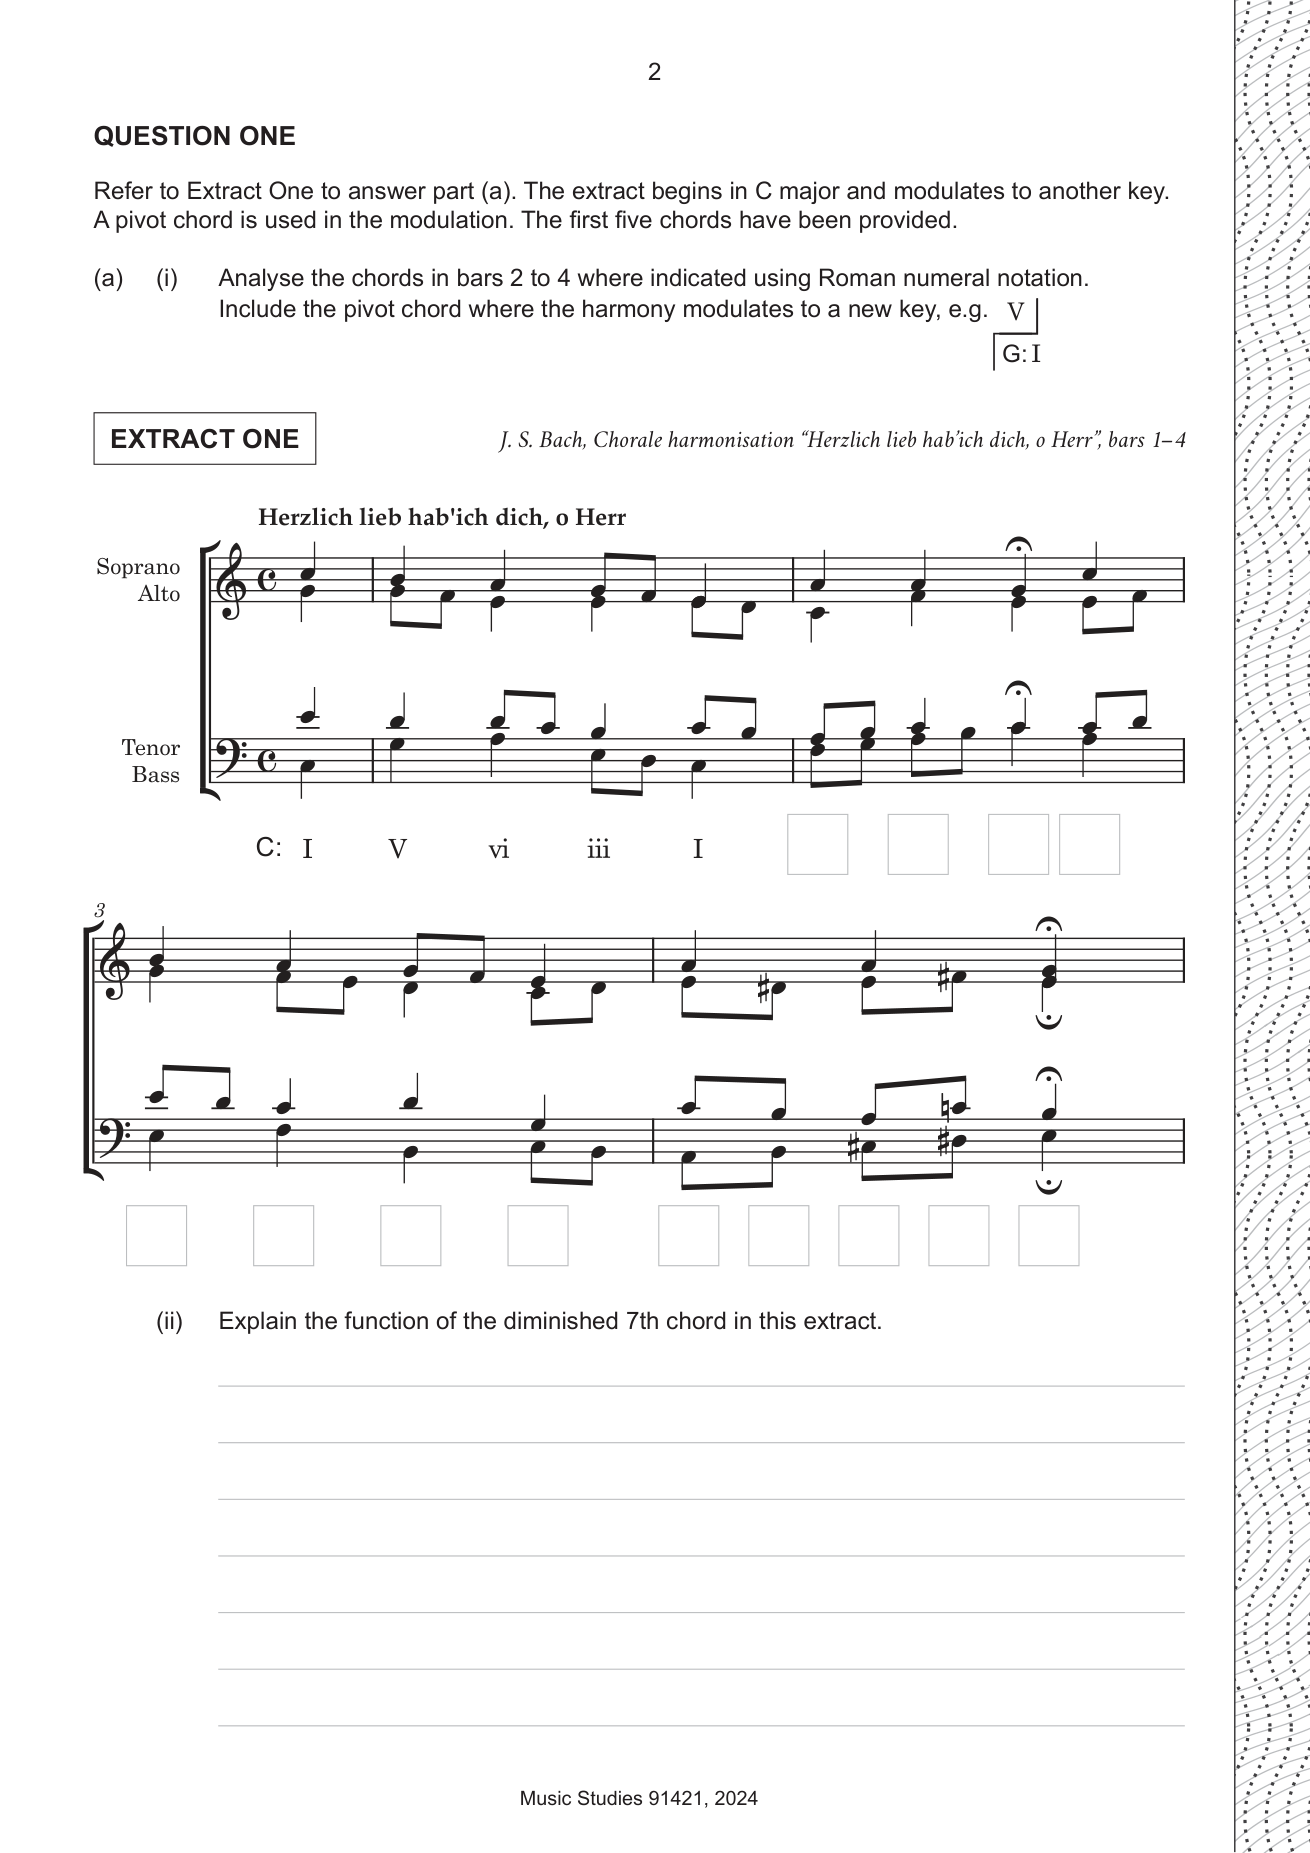 2
QUESTION ONE
Refer to Extract One to answer part (a). The extract begins in C major and modulates to another key.
A pivot chord is used in the modulation. The first five chords have been provided.
(a) (i) Analyse the chords in bars 2 to 4 where indicated using Roman numeral notation.
Include the pivot chord where the harmony modulates to a new key, e.g. V
G: I
EXTRACT ONE
J. S. Bach, Chorale harmonisation “Herzlich lieb hab’ich dich, o Herr”, bars 1–4
Herzlich lieb hab'ich dich, o Herr
Soprano
Alto
Tenor
Bass
C: I V vi iii I
3
(ii) Explain the function of the diminished 7th chord in this extract.
Music Studies 91421, 2024